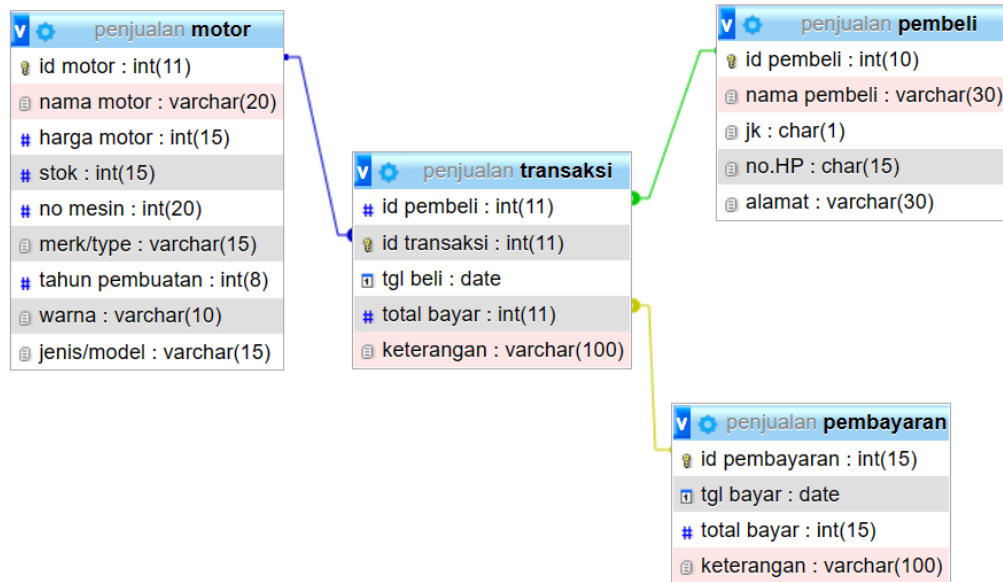 v penjualan motor
id motor : int(11)
nama motor : varchar(20)
# harga motor : int(15)
# stok : int(15)
# no mesin : int(20)
merk/type : varchar(15)
# tahun pembuatan : int(8)
warna : varchar(10)
jenis/model : varchar(15)
v penjualan transaksi
# id pembeli : int(11)
id transaksi : int(11)
1 tgl beli : date
# total bayar : int(11)
keterangan : varchar(100)
v penjualan pembeli
id pembeli : int(10)
nama pembeli : varchar(30)
jk : char(1)
no.HP : char(15)
alamat : varchar(30)
v penjualan pembayaran
id pembayaran : int(15)
1 tgl bayar : date
# total bayar : int(15)
keterangan : varchar(100)